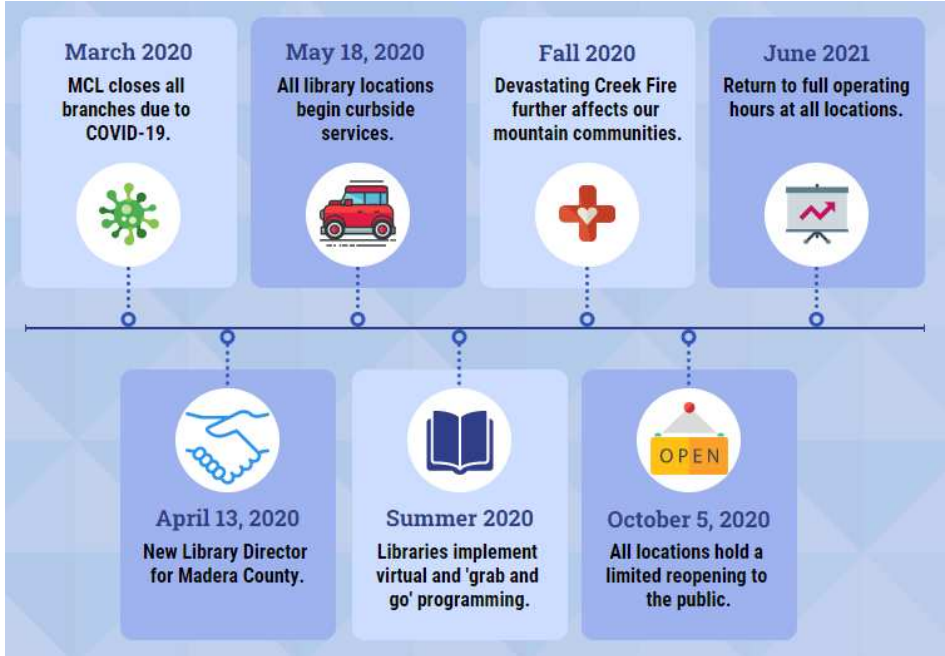 March 2020
MCL closes all
branches due to
COVID-19.
May 18, 2020
All library locations
begin curbside
services.
Fall 2020
Devastating Creek Fire
further affects our
mountain communities.
June 2021
Return to full operating
hours at all locations.
April 13, 2020
New Library Director
for Madera County.
Summer 2020
Libraries implement
virtual and 'grab and
go' programming.
OPEN
October 5, 2020
All locations hold a
limited reopening to
the public.